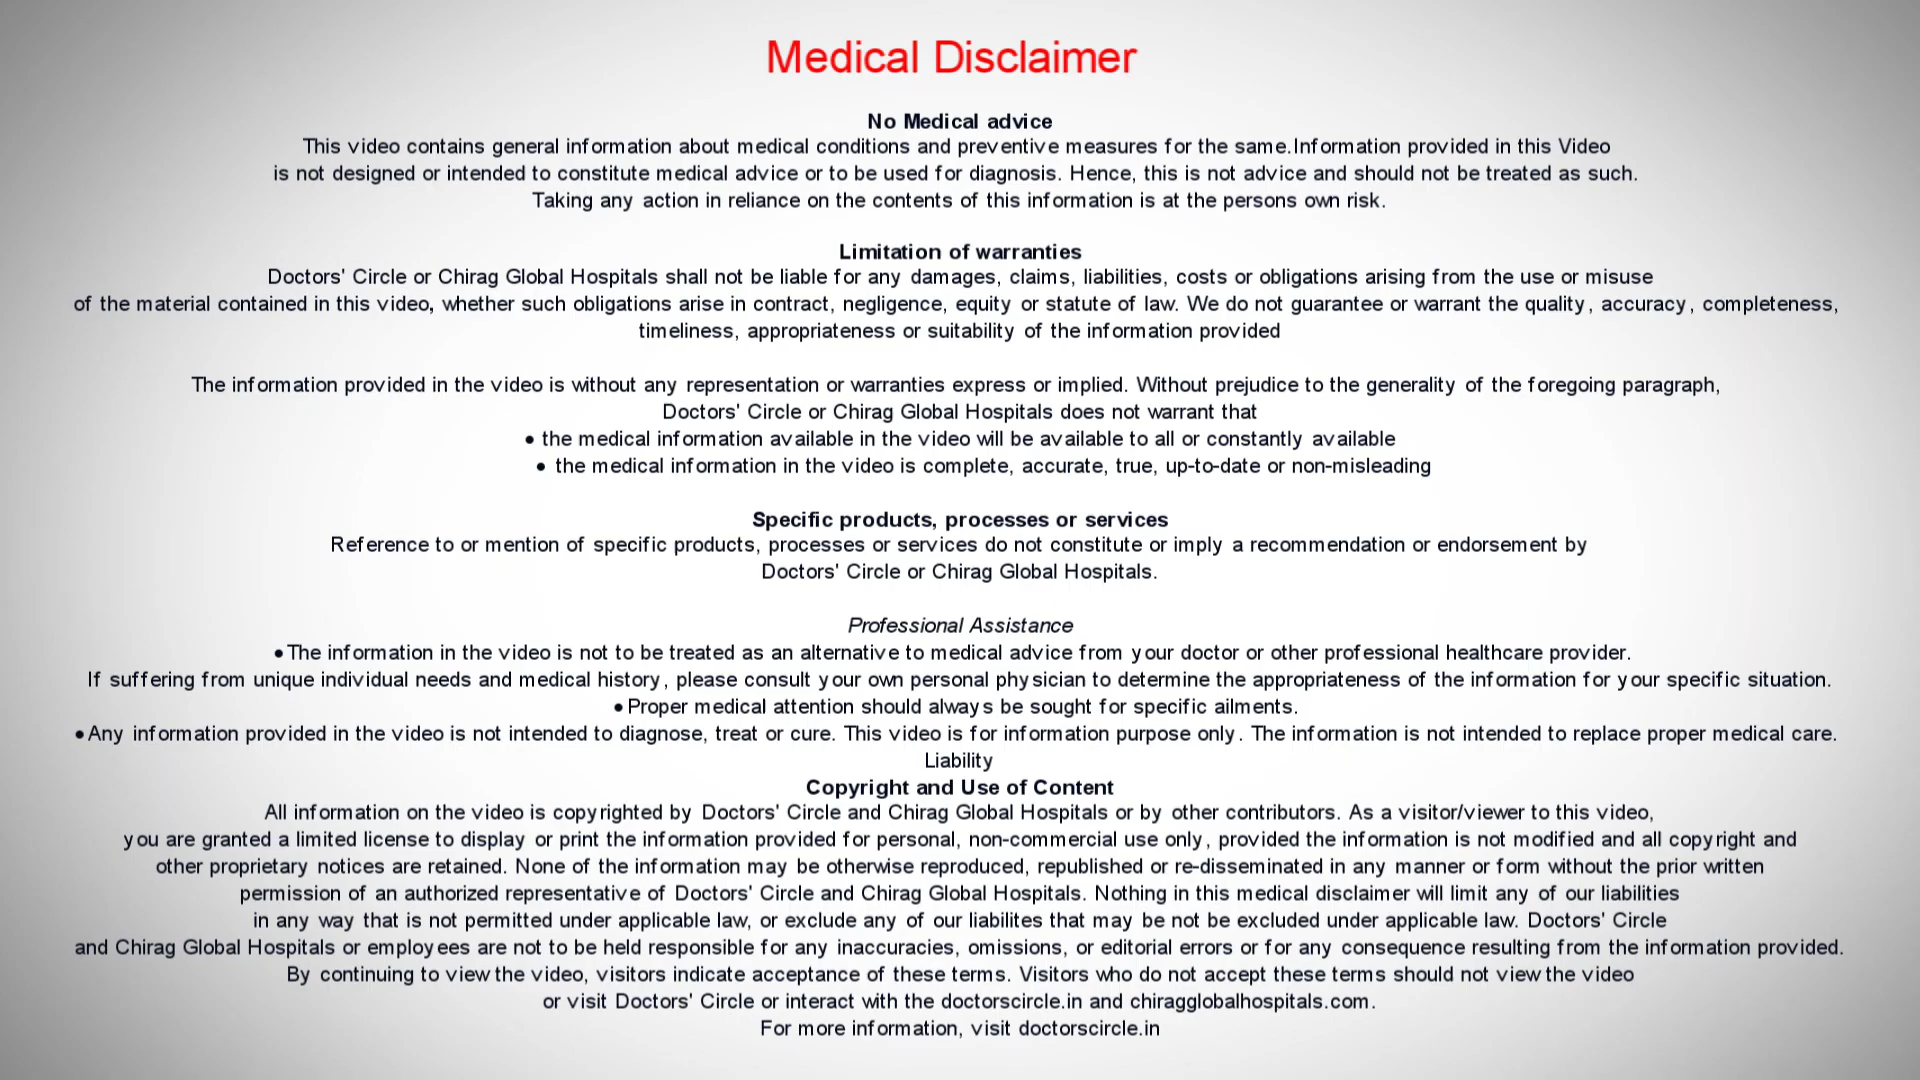 Medical Disclaimer
No Medical advice
This video contains general information about medical conditions and preventive measures for the same.Information provided in this Video
is not designed or intended to constitute medical advice or to be used for diagnosis. Hence, this is not advice and should not be treated as such.
Taking any action in reliance on the contents of this information is at the persons own risk.
Limitation of warranties
Doctors' Circle or Chirag Global Hospitals shall not be liable for any damages, claims, liabilities, costs or obligations arising from the use or misuse
of the material contained in this video, whether such obligations arise in contract, negligence, equity or statute of law. We do not guarantee or warrant the quality, accuracy, completeness,
timeliness, appropriateness or suitability of the information provided
The information provided in the video is without any representation or warranties express or implied. Without prejudice to the generality of the foregoing paragraph,
Doctors' Circle or Chirag Global Hospitals does not warrant that
• the medical information available in the video will be available to all or constantly available
• the medical information in the video is complete, accurate, true, up-to-date or non-misleading
Specific products, processes or services
Reference to or mention of specific products, processes or services do not constitute or imply a recommendation or endorsement by
Doctors' Circle or Chirag Global Hospitals.
Professional Assistance
•The information in the video is not to be treated as an alternative to medical advice from your doctor or other professional healthcare provider.
If suffering from unique individual needs and medical history, please consult your own personal physician to determine the appropriateness of the information for your specific situation.
•Proper medical attention should always be sought for specific ailments.
•Any information provided in the video is not intended to diagnose, treat or cure. This video is for information purpose only. The information is not intended to replace proper medical care.
Liability
Copyright and Use of Content
All information on the video is copyrighted by Doctors' Circle and Chirag Global Hospitals or by other contributors. As a visitor/viewer to this video,
you are granted a limited license to display or print the information provided for personal, non-commercial use only, provided the information is not modified and all copyright and
other proprietary notices are retained. None of the information may be otherwise reproduced, republished or re-disseminated in any manner or form without the prior written
permission of an authorized representative of Doctors' Circle and Chirag Global Hospitals. Nothing in this medical disclaimer will limit any of our liabilities
in any way that is not permitted under applicable law, or exclude any of our liabilites that may be not be excluded under applicable law. Doctors' Circle
and Chirag Global Hospitals or employees are not to be held responsible for any inaccuracies, omissions, or editorial errors or for any consequence resulting from the information provided.
By continuing to view the video, visitors indicate acceptance of these terms. Visitors who do not accept these terms should not view the video
or visit Doctors' Circle or interact with the doctorscircle.in and chiragglobalhospitals.com.
For more information, visit doctorscircle.in